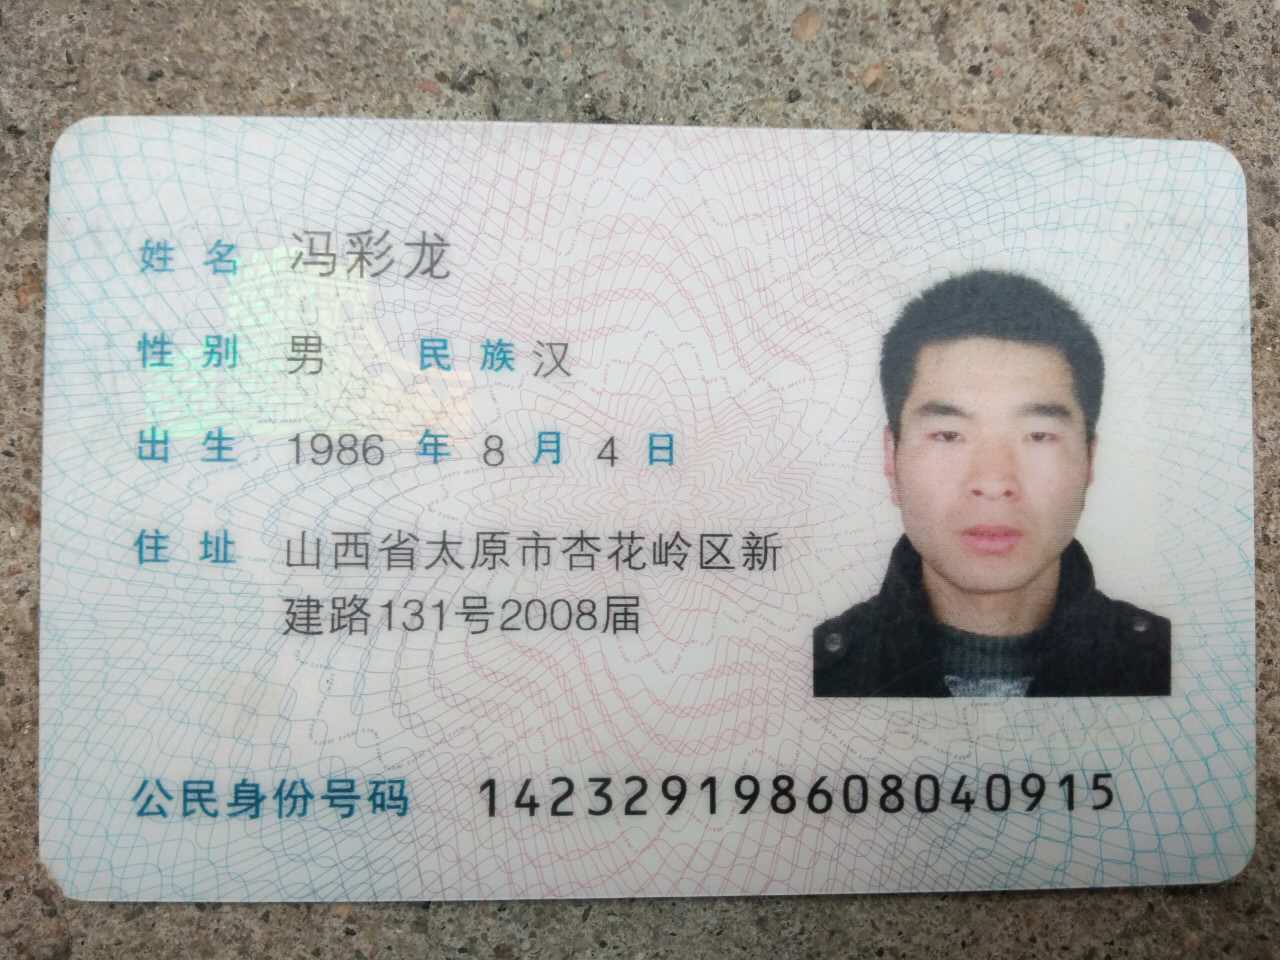 姓名 冯彩龙
性别 男 民族 汉
出生 1986 年 8 月 4 日
住址 山西省太原市杏花岭区新
建路131号2008届
公民身份号码 142329198608040915